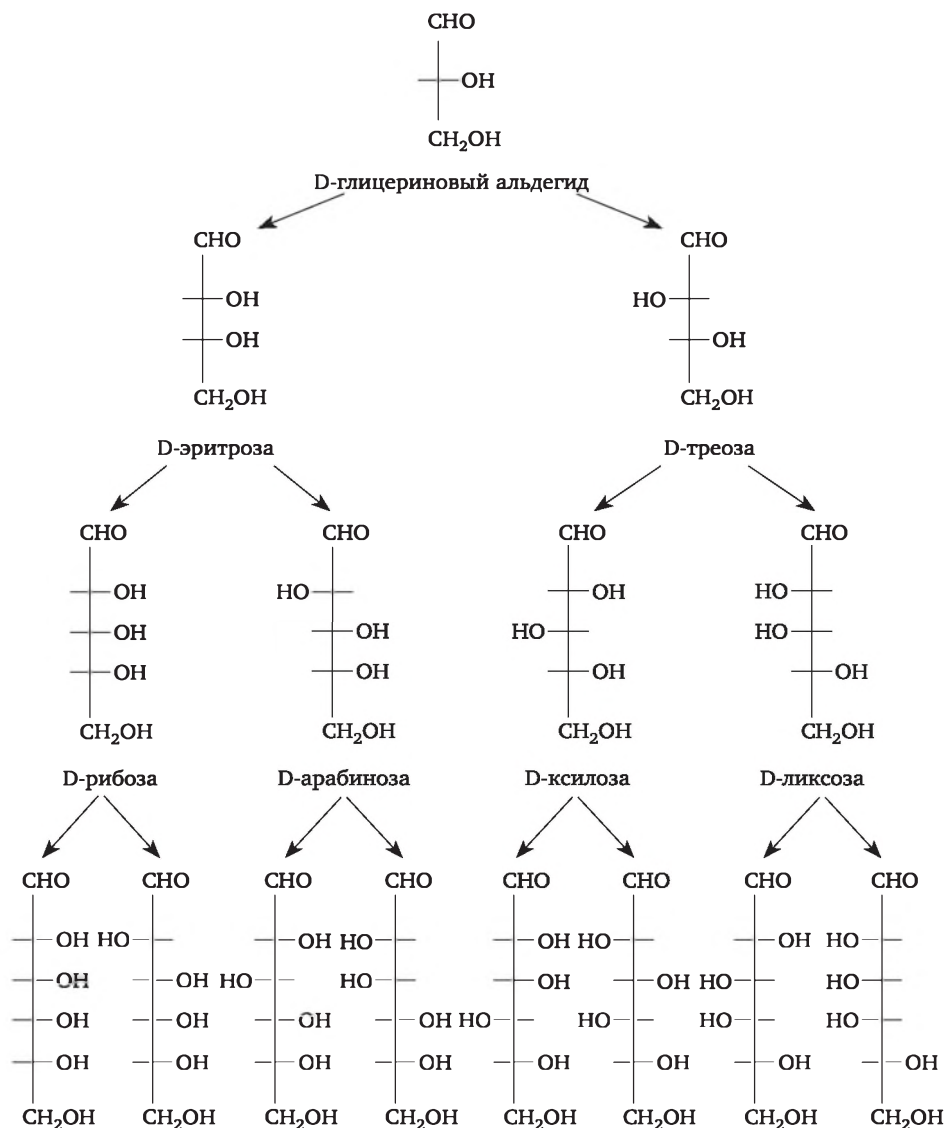 CHO
OH
CH₂OH
D-глицериновый альдегид
CHO CHO
OH HO
OH OH
CH₂OH CH₂OH
D-эритроза D-треоза
CHO CHO CHO CHO
OH HO OH HO
OH OH HO HO
OH OH OH OH
CH₂OH CH₂OH CH₂OH CH₂OH
D-рибоза D-арабиноза D-ксилоза D-ликсоза
CHO CHO CHO CHO CHO CHO CHO CHO
OH HO OH HO OH HO OH HO
OH OH HO HO OH OH HO HO
OH OH OH OH HO HO HO HO
OH OH OH OH OH OH OH OH
CH₂OH CH₂OH CH₂OH CH₂OH CH₂OH CH₂OH CH₂OH CH₂OH